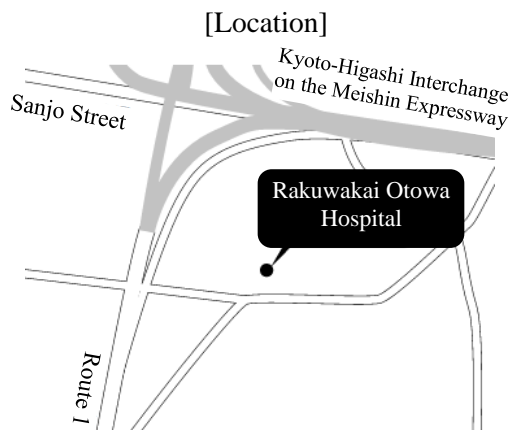 [Location]
Kyoto-Higashi Interchange
on the Meishin Expressway
Sanjo Street
Rakuwakai Otowa
Hospital
Route 1